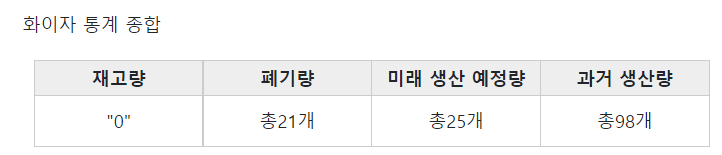 화이자 통계 종합
재고량 폐기량 미래 생산 예정량 과거 생산량
"0" 총21개 총25개 총98개